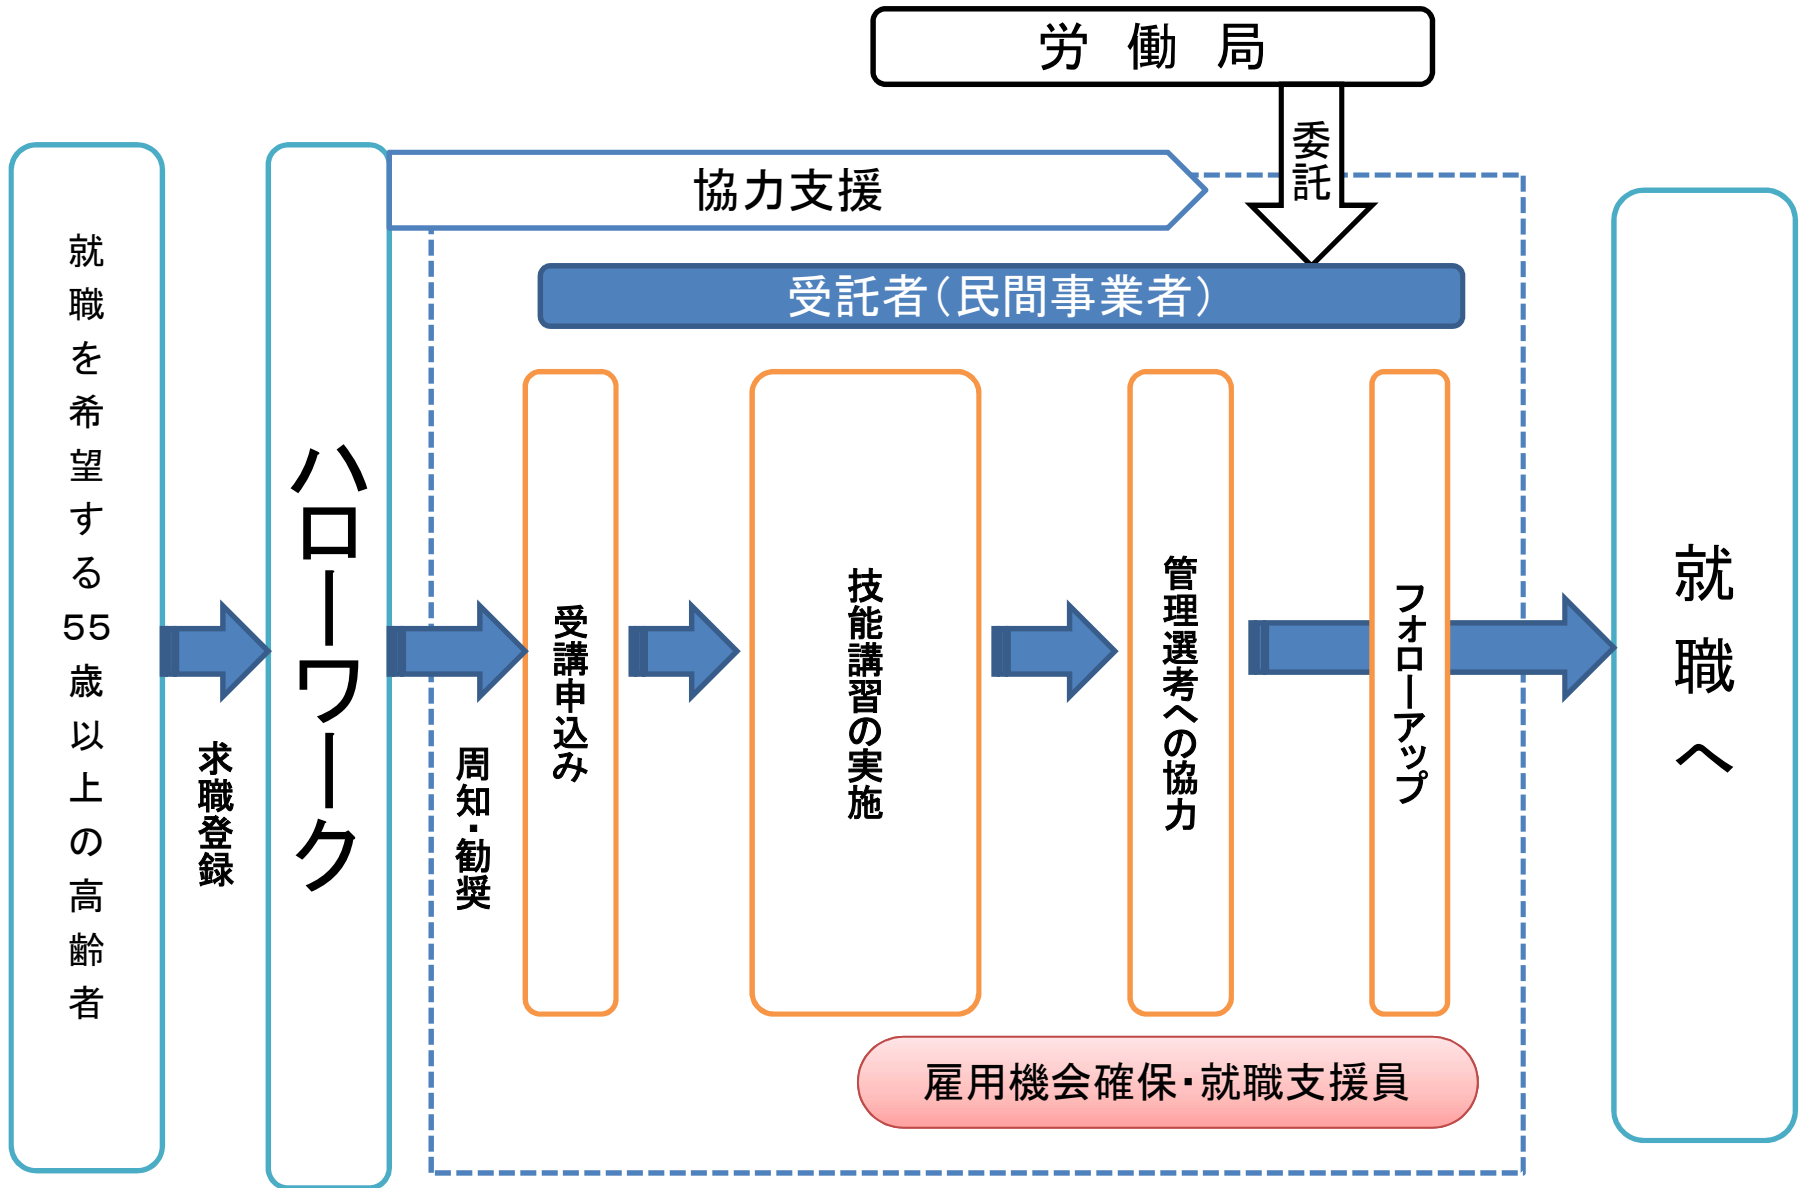 労　働　局
委託
協力支援
受託者（民間事業者）
就職を希望する55歳以上の高齢者
求職登録
ハローワーク
周知・勧奨
受講申込み
技能講習の実施
管理選考への協力
フォローアップ
就職へ
雇用機会確保・就職支援員